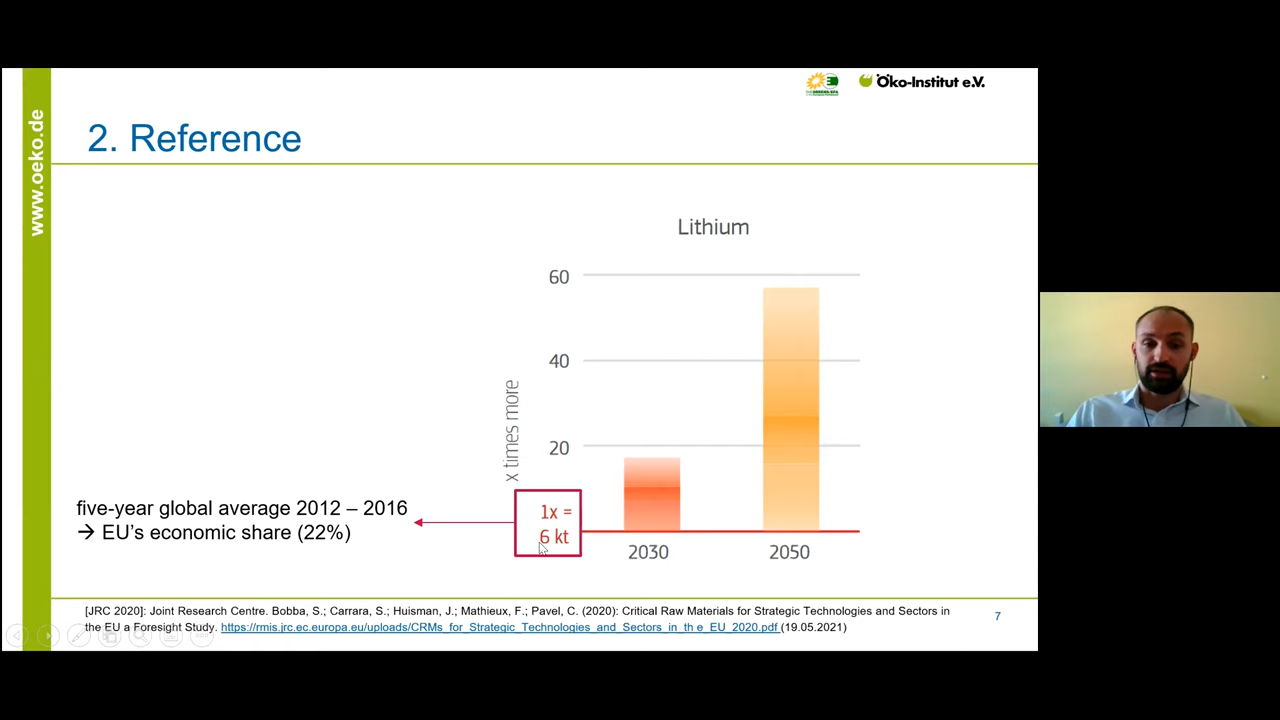 www.oeko.de
Öko-Institut e.V.
2. Reference
Lithium
60
40
20
x times more
1x =
6 kt
2030
2050
five-year global average 2012 – 2016
→ EU's economic share (22%)
[JRC 2020]: Joint Research Centre. Bobba, S.; Carrara, S.; Huisman, J.; Mathieux, F.; Pavel, C. (2020): Critical Raw Materials for Strategic Technologies and Sectors in
the EU a Foresight Study. https://rmis.jrc.ec.europa.eu/uploads/CRMs_for_Strategic_Technologies_and_Sectors_in_th e_EU_2020.pdf (19.05.2021)
7